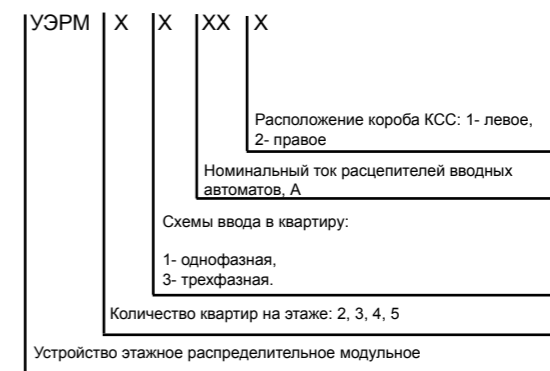 УЭРМ Х Х ХХ Х
Расположение короба КСС: 1- левое,
2- правое
Номинальный ток расцепителей вводных
автоматов, А
Схемы ввода в квартиру:
1- однофазная,
3- трехфазная.
Количество квартир на этаже: 2, 3, 4, 5
Устройство этажное распределительное модульное